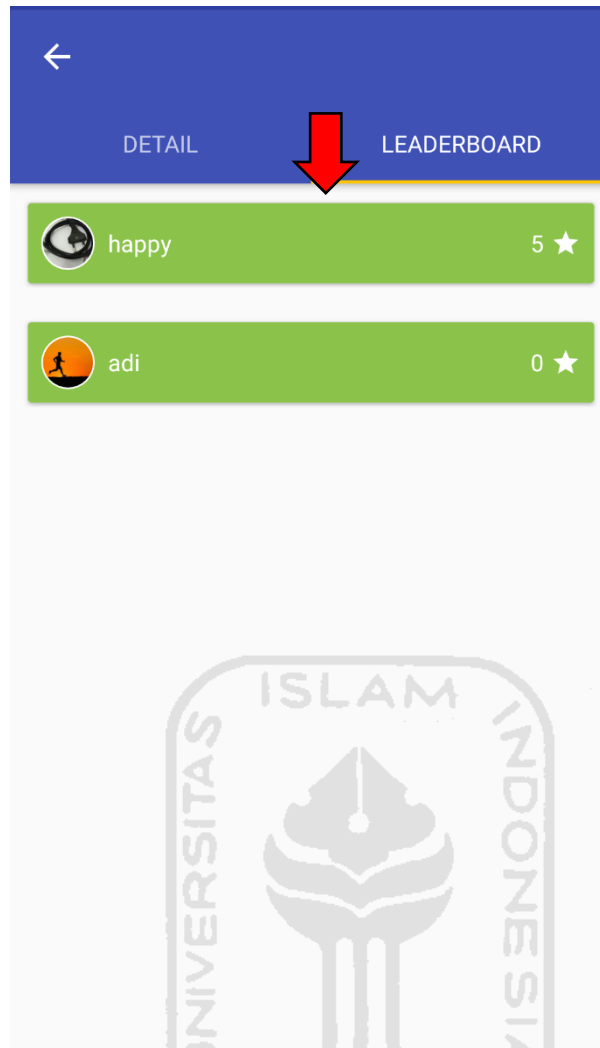 DETAIL
LEADERBOARD
happy 5
adi 0
UNIVERSITAS
ISLAM
INDONESIA